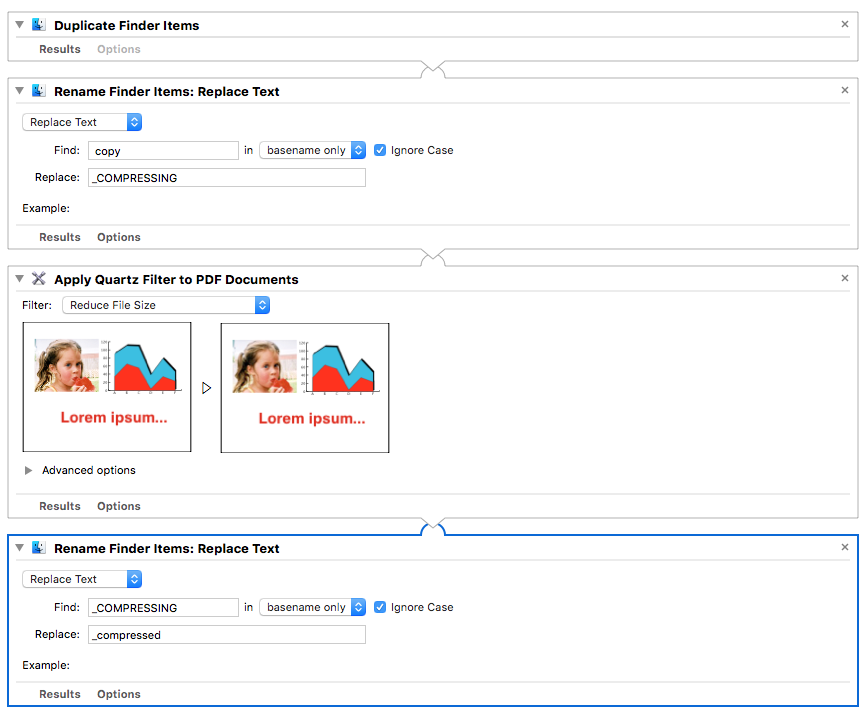 Duplicate Finder Items
Results Options
Rename Finder Items: Replace Text
Replace Text
Find: copy in basename only Ignore Case
Replace: _COMPRESSING
Example:
Results Options
Apply Quartz Filter to PDF Documents
Filter: Reduce File Size
Lorem ipsum... Lorem ipsum...
Advanced options
Results Options
Rename Finder Items: Replace Text
Replace Text
Find: _COMPRESSING in basename only Ignore Case
Replace: _compressed
Example:
Results Options